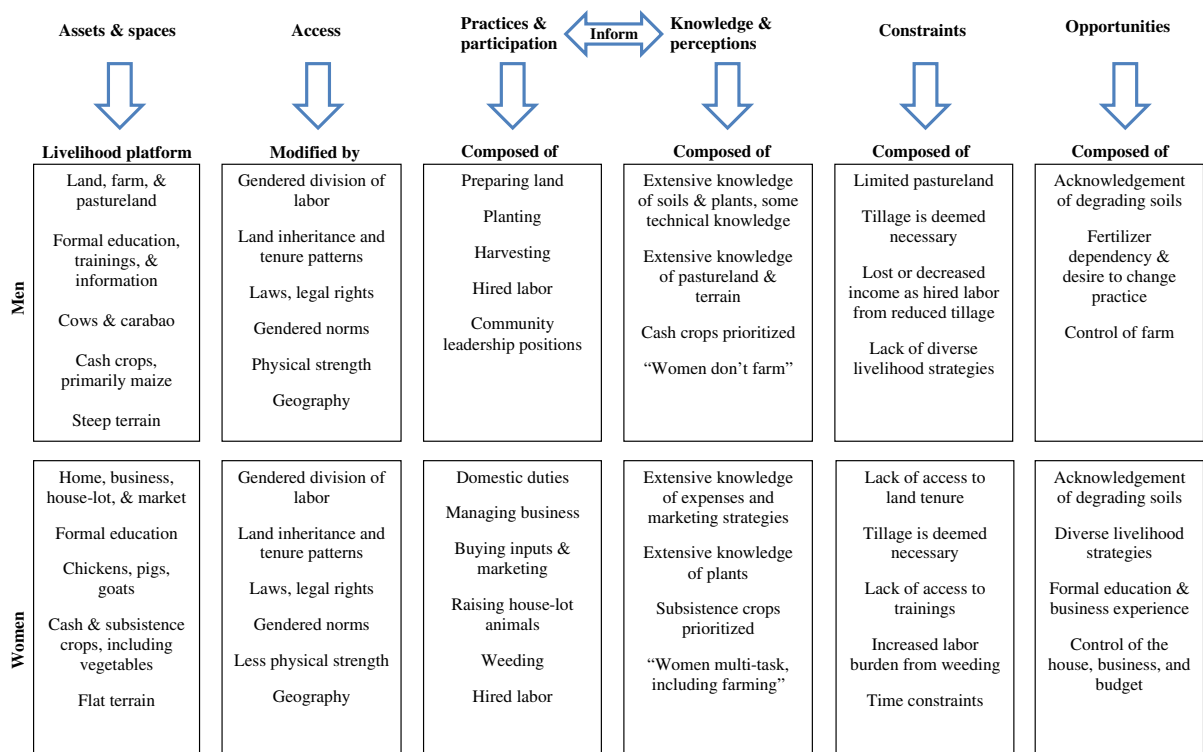 Assets & spaces
Access
Practices &
participation
Inform
Knowledge &
perceptions
Constraints
Opportunities
Livelihood platform
Modified by
Composed of
Composed of
Composed of
Composed of
Men
Land, farm, &
pastureland
Formal education,
trainings, &
information
Cows & carabao
Cash crops,
primarily maize
Steep terrain
Gendered division of
labor
Land inheritance and
tenure patterns
Laws, legal rights
Gendered norms
Physical strength
Geography
Preparing land
Planting
Harvesting
Hired labor
Community
leadership positions
Extensive knowledge
of soils & plants, some
technical knowledge
Extensive knowledge
of pastureland &
terrain
Cash crops prioritized
“Women don’t farm”
Limited pastureland
Tillage is deemed
necessary
Lost or decreased
income as hired labor
from reduced tillage
Lack of diverse
livelihood strategies
Acknowledgement
of degrading soils
Fertilizer
dependency &
desire to change
practice
Control of farm
Women
Home, business,
house-lot, & market
Formal education
Chickens, pigs,
goats
Cash & subsistence
crops, including
vegetables
Flat terrain
Gendered division of
labor
Land inheritance and
tenure patterns
Laws, legal rights
Gendered norms
Less physical strength
Geography
Domestic duties
Managing business
Buying inputs &
marketing
Raising house-lot
animals
Weeding
Hired labor
Extensive knowledge
of expenses and
marketing strategies
Extensive knowledge
of plants
Subsistence crops
prioritized
“Women multi-task,
including farming”
Lack of access to
land tenure
Tillage is deemed
necessary
Lack of access to
trainings
Increased labor
burden from weeding
Time constraints
Acknowledgement
of degrading soils
Diverse livelihood
strategies
Formal education &
business experience
Control of the
house, business, and
budget